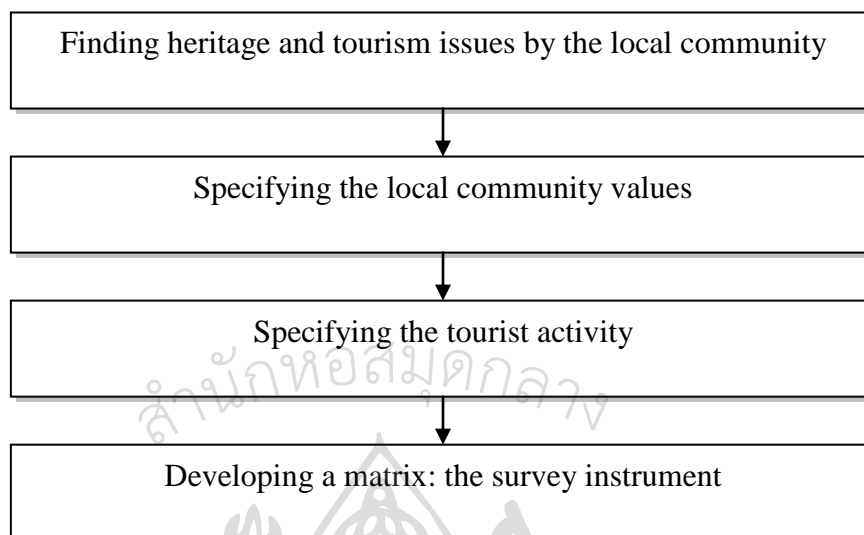 Finding heritage and tourism issues by the local community
Specifying the local community values
Specifying the tourist activity
สำนักหอสมุดกลาง
Developing a matrix: the survey instrument